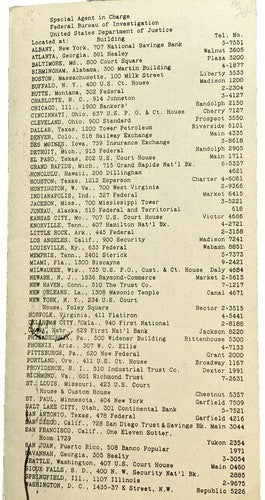 Special Agent in Charge
Federal Bureau of Investigation
United States Department of Justice
Located at: Building Tel. No.
ALBANY, New York, 707 National Savings Bank 5-7551
ATLANTA, Georgia, 501 Healey Walnut 3605
BALTIMORE, Md., 800 Court Square Plaza 3200
BIRMINGHAM, Alabama, 300 Martin Building 4-1877
BOSTON, Massachusetts, 100 Milk Street Liberty 5533
BUFFALO, N. Y., 400 U.S. Ct. House Madison 1200
BUTTE, Montana, 302 Federal 2-2304
CHARLOTTE, N. C., 914 Johnston 3-4127
CHICAGO, Ill., 1900 Bankers' Randolph 2150
CINCINNATI, Ohio, 637 U.S. P. O. & Ct. House Cherry 7127
CLEVELAND, Ohio, 900 Standard Prospect 3550
DALLAS, Texas, 1200 Tower Petroleum Riverside 6101
DENVER, Colo., 518 Railway Exchange Main 4335
DES MOINES, Iowa, 739 Insurance Exchange 3-8618
DETROIT, Mich., 913 Federal Randolph 2905
EL PASO, Texas, 202 U.S. Court House Main 1711
GRAND RAPIDS, Mich., 715 Grand Rapids Nat'l Bk. 6-5337
HONOLULU, Hawaii, 206 Dillingham 4621
HOUSTON, Texas, 1212 Esperson Charter 4-6061
HUNTINGTON, W. Va., 700 West Virginia 2-9366
INDIANAPOLIS, Ind., 327 Federal Market 6415
JACKSON, Miss., 700 Mississippi Tower 3-5221
JUNEAU, Alaska, 515 Federal and Territorial 618
KANSAS CITY, Mo., 707 U.S. Court House Victor 4686
KNOXVILLE, Tenn., 407 Hamilton Nat'l Bk. 4-2721
LITTLE ROCK, Ark., 445 Federal 2-3158
LOS ANGELES, Calif., 900 Security Madison 7241
LOUISVILLE, Ky., 633 Federal Wabash 8851
MEMPHIS, Tenn., 2401 Sterick 5-7373
MIAMI, Fla., 1300 Biscayne 9-2421
MILWAUKEE, Wis., 735 U.S. P.O., Cust. & Ct. House Daly 4684
NEWARK, N. J., 1836 Raymond-Commerce Market 2-5613
NEW HAVEN, Conn., 510 The Trust Co. 7-1217
NEW ORLEANS, La., 1308 Masonic Temple Canal 4671
NEW YORK, N. Y., 234 U.S. Court
House, Foley Square Rector 2-3515
NORFOLK, Virginia, 411 Flatiron 4-5441
OKLAHOMA CITY, Okla., 940 First National 2-8186
Nebr., 629 First Nat'l Bank Jackson 8220
PHILADELPHIA, Pa., 500 Widener Building Rittenhouse 5300
PHOENIX, Ariz., 307 W. C. Ellis 4-7133
PITTSBURGH, Pa., 620 New Federal Grant 2000
PORTLAND, Ore., 411 U.S. Ct. House Broadway 1167
PROVIDENCE, R. I., 510 Industrial Trust Co. Dexter 1991
RICHMOND, Va., 601 Richmond Trust 7-2631
ST. LOUIS, Missouri, 423 U.S. Court
House & Custom House Chestnut 5357
ST. PAUL, Minnesota, 404 New York Garfield 7509
SALT LAKE CITY, Utah, 301 Continental Bank 5-7521
SAN ANTONIO, Texas, 478 Federal Garfield 4216
SAN DIEGO, Calif., 728 San Diego Trust & Savings Bk. Main 3044
SAN FRANCISCO, Calif., One Eleven Sutter,
Room 1729 Yukon 2354
SAN JUAN, Puerto Rico, 508 Banco Popular 1971
SAVANNAH, Georgia, 305 Realty 3-3054
SEATTLE, Washington, 407 U.S. Court House Main 0460
SIOUX FALLS, S. D., 400 N. W. Security Nat'l Bk. 2885
SPRINGFIELD, Ill., 1107 Illinois 2-9675
WASHINGTON, D. C., 1435-37 K Street, N.W. Republic 5226